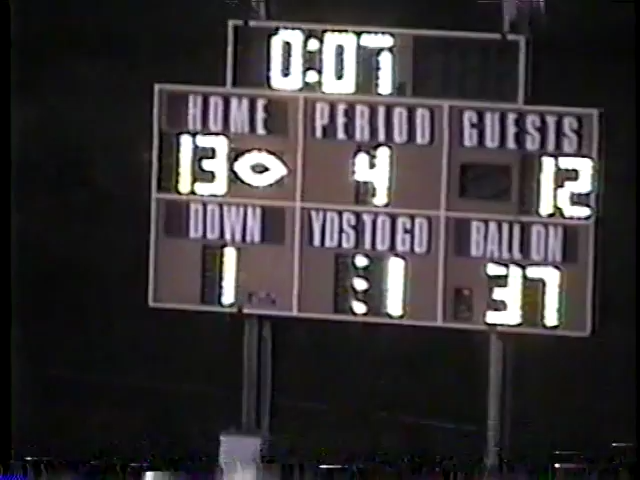 0:07
HOME PERIOD GUESTS
13 4 12
DOWN YDS TO GO BALL ON
1 :1 37